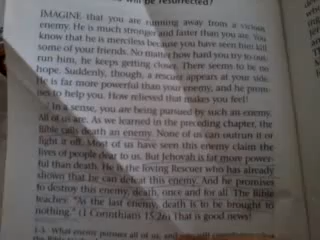 will be resurrected?
IMAGINE that you are running away from a vicious
enemy. He is much stronger and faster than you are. You
know that he is merciless because you have seen him kill
some of your friends. No matter how hard you try to out-
run him, he keeps getting closer. There seems to be no
hope. Suddenly, though, a rescuer appears at your side.
He is far more powerful than your enemy, and he prom-
ises to help you. How relieved that makes you feel!
In a sense, you are being pursued by such an enemy.
All of us are. As we learned in the preceding chapter, the
Bible calls death an enemy. None of us can outrun it or
fight it off. Most of us have seen this enemy claim the
lives of people dear to us. But Jehovah is far more power-
ful than death. He is the loving Rescuer who has already
shown that he can defeat this enemy. And he promises
to destroy this enemy, death, once and for all. The Bible
teaches: "As the last enemy, death is to be brought to
nothing." (1 Corinthians 15:26) That is good news!
1-3. What enemy pursues all of us, and